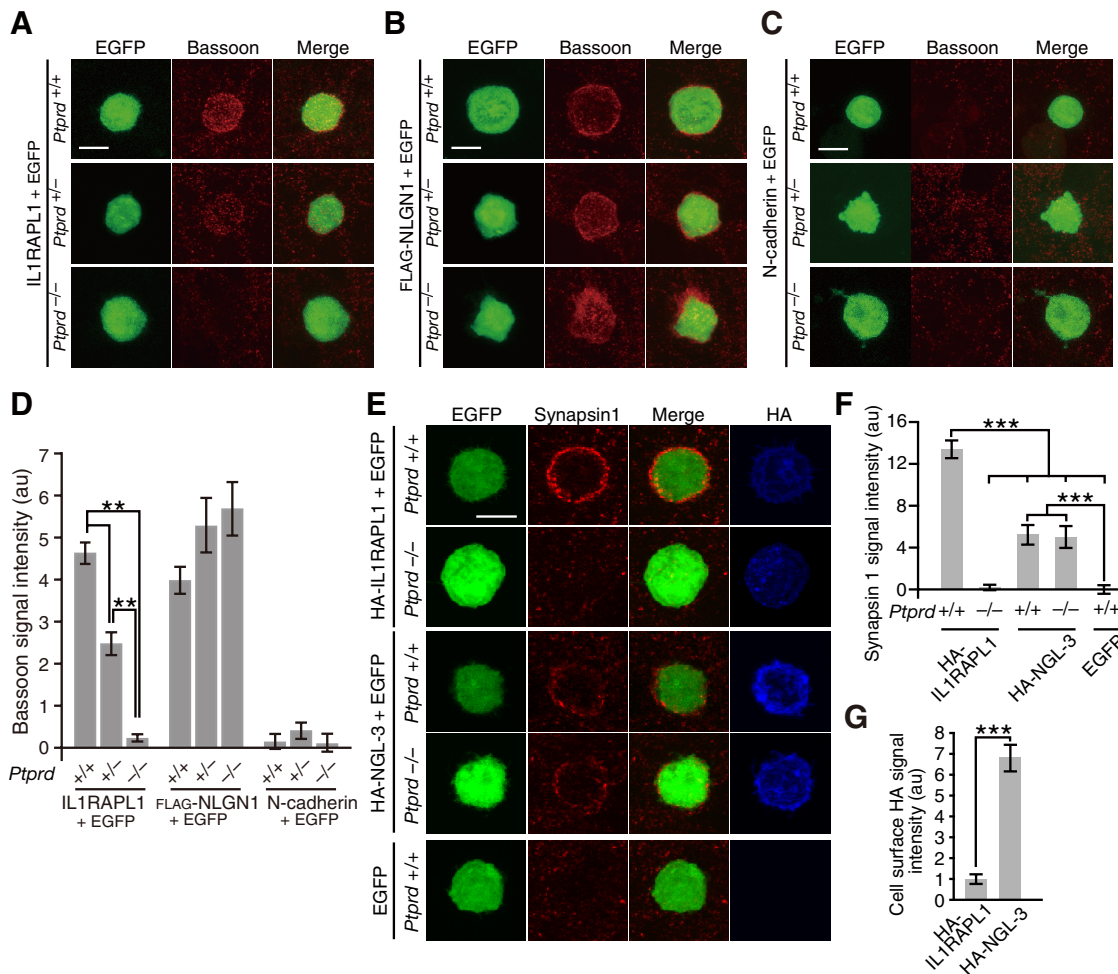 A
EGFP Bassoon Merge
IL1RAPL1 + EGFP
Ptprd +/+
Ptprd +/–
Ptprd –/–
B
EGFP Bassoon Merge
FLAG-NLGN1 + EGFP
Ptprd +/+
Ptprd +/–
Ptprd –/–
C
EGFP Bassoon Merge
N-cadherin + EGFP
Ptprd +/+
Ptprd +/–
Ptprd –/–
D
Bassoon signal intensity (au)
7
6
5
4
3
2
1
0
**
**
Ptprd +/+ +/– –/– +/+ +/– –/– +/+ +/– –/–
IL1RAPL1 FLAG-NLGN1 N-cadherin
+ EGFP + EGFP + EGFP
E
EGFP Synapsin1 Merge HA
HA-IL1RAPL1 + EGFP
Ptprd +/+
Ptprd –/–
HA-NGL-3 + EGFP
Ptprd +/+
Ptprd –/–
EGFP
Ptprd +/+
F
Synapsin 1 signal intensity (au)
16
12
8
4
0
***
***
Ptprd +/+ –/– +/+ –/– +/+
HA-
IL1RAPL1
HA-NGL-3
EGFP
G
Cell surface HA signal
intensity (au)
8
7
6
5
4
3
2
1
0
***
HA-
IL1RAPL1
HA-NGL-3